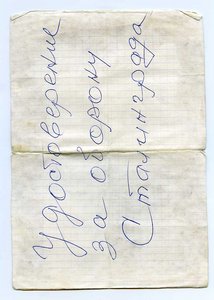 Удостоверение
за оборону
Сталинграда